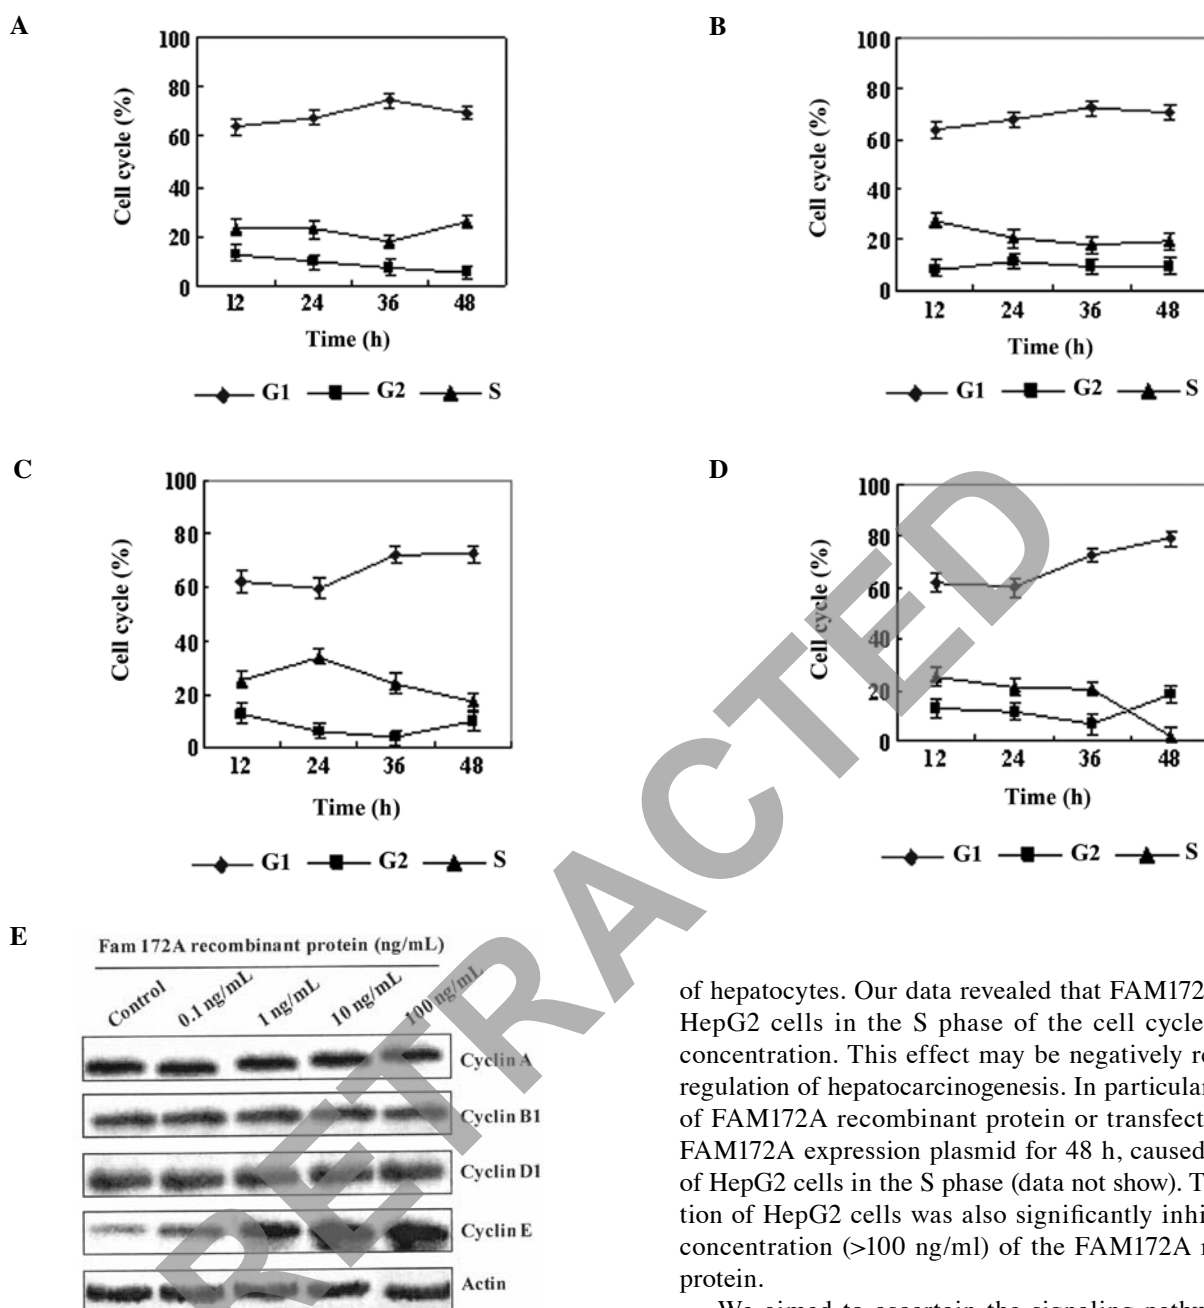 A
100
80
60
40
20
0
Cell cycle (%)
12 24 36 48
Time (h)
G1 G2 S
B
100
80
60
40
20
0
Cell cycle (%)
12 24 36 48
Time (h)
G1 G2 S
C
100
80
60
40
20
0
Cell cycle (%)
12 24 36 48
Time (h)
G1 G2 S
D
100
80
60
40
20
0
Cell cycle (%)
12 24 36 48
Time (h)
G1 G2 S
E
Fam 172A recombinant protein (ng/mL)
Control 0.1 ng/mL 1 ng/mL 10 ng/mL 100 ng/mL
Cyclin A
Cyclin B1
Cyclin D1
Cyclin E
Actin
of hepatocytes. Our data revealed that FAM172
HepG2 cells in the S phase of the cell cycle
concentration. This effect may be negatively r
regulation of hepatocarcinogenesis. In particular
of FAM172A recombinant protein or transfect
FAM172A expression plasmid for 48 h, caused
of HepG2 cells in the S phase (data not show). T
tion of HepG2 cells was also significantly inhi
concentration (>100 ng/ml) of the FAM172A
protein.
RETRACTED